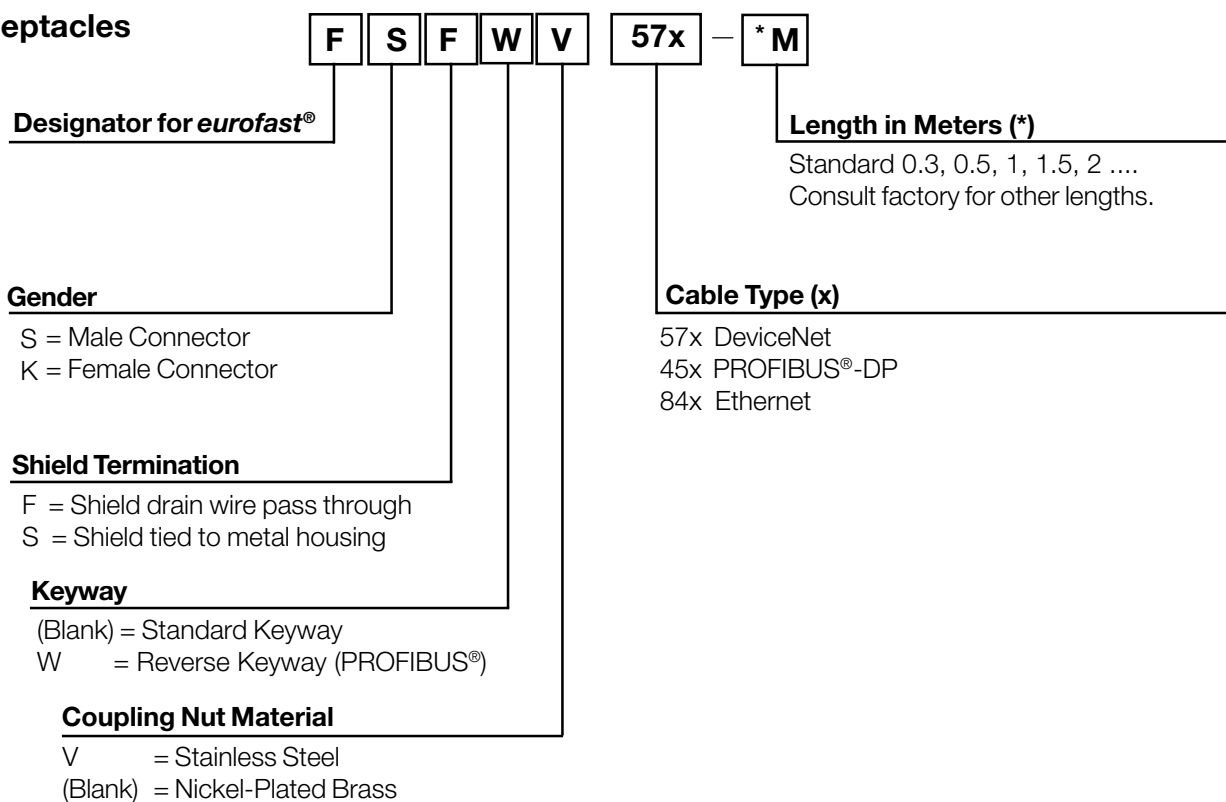 eptacles
F S F W V 57x – *M
Designator for eurofast®
Length in Meters (*)
Standard 0.3, 0.5, 1, 1.5, 2 ....
Consult factory for other lengths.
Gender
S = Male Connector
K = Female Connector
Cable Type (x)
57x DeviceNet
45x PROFIBUS®-DP
84x Ethernet
Shield Termination
F = Shield drain wire pass through
S = Shield tied to metal housing
Keyway
(Blank) = Standard Keyway
W = Reverse Keyway (PROFIBUS®)
Coupling Nut Material
V = Stainless Steel
(Blank) = Nickel-Plated Brass